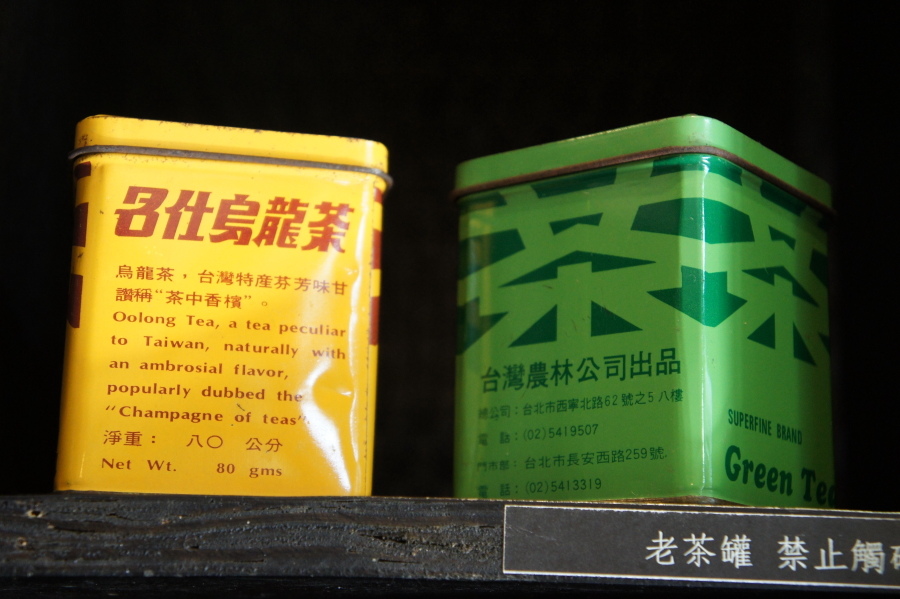 名仕烏龍茶
烏龍茶，台灣特產芬芳味甘
讚稱“茶中香檳”。
Oolong Tea, a tea peculiar
to Taiwan, naturally with
an ambrosial flavor,
popularly dubbed the
“Champagne of teas”.
淨重： 八〇 公分
Net Wt. 80 gms
茶 茶
台灣農林公司出品
總公司：台北市西寧北路62號之5八樓
電 話：(02)5419507
門市部：台北市長安西路259號
電 話：(02)5413319
SUPERFINE BRAND
Green Tea
老茶罐 禁止觸